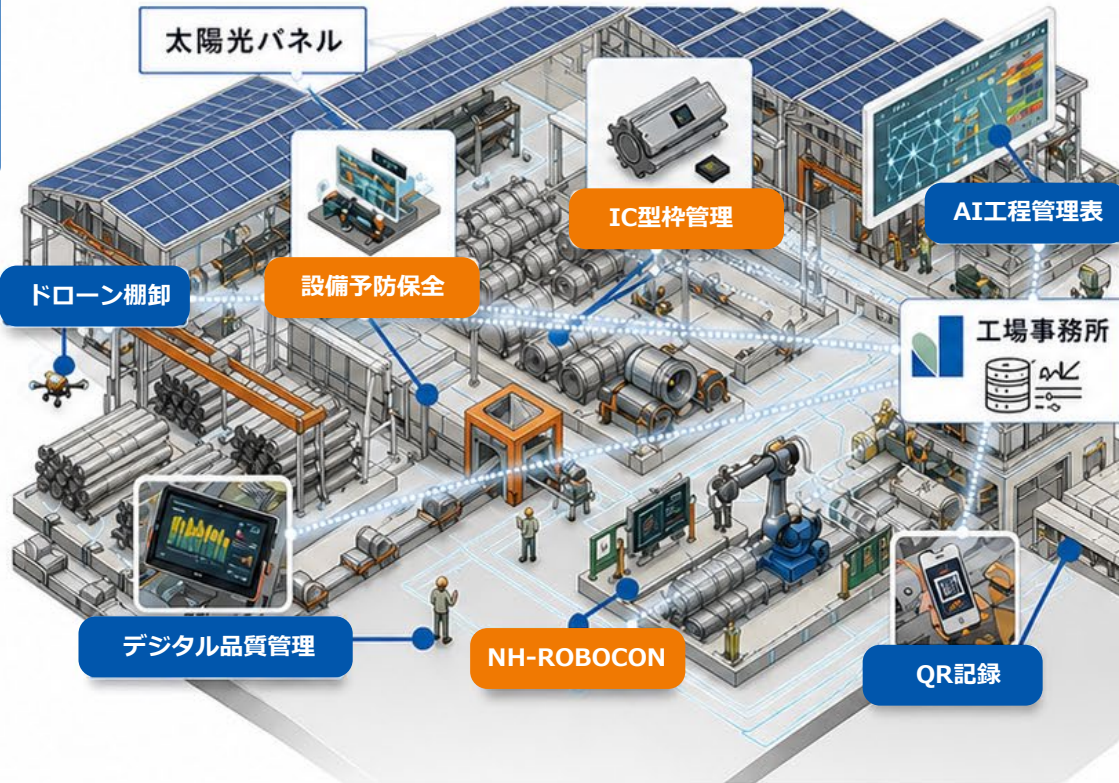 太陽光パネル
IC型枠管理
AI工程管理表
設備予防保全
ドローン棚卸
工場事務所
デジタル品質管理
NH-ROBOCON
QR記録